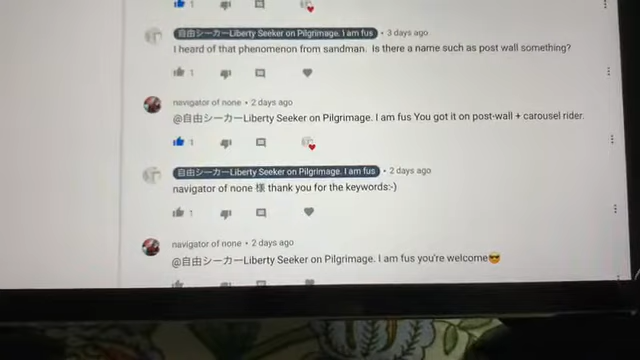 1
自由シーカーLiberty Seeker on Pilgrimage. I am fus • 3 days ago
I heard of that phenomenon from sandman. Is there a name such as post wall something?
1
navigator of none • 2 days ago
@自由シーカーLiberty Seeker on Pilgrimage. I am fus You got it on post-wall + carousel rider.
1
自由シーカーLiberty Seeker on Pilgrimage. I am fus • 2 days ago
navigator of none 様 thank you for the keywords:-)
1
navigator of none • 2 days ago
@自由シーカーLiberty Seeker on Pilgrimage. I am fus you're welcome😎